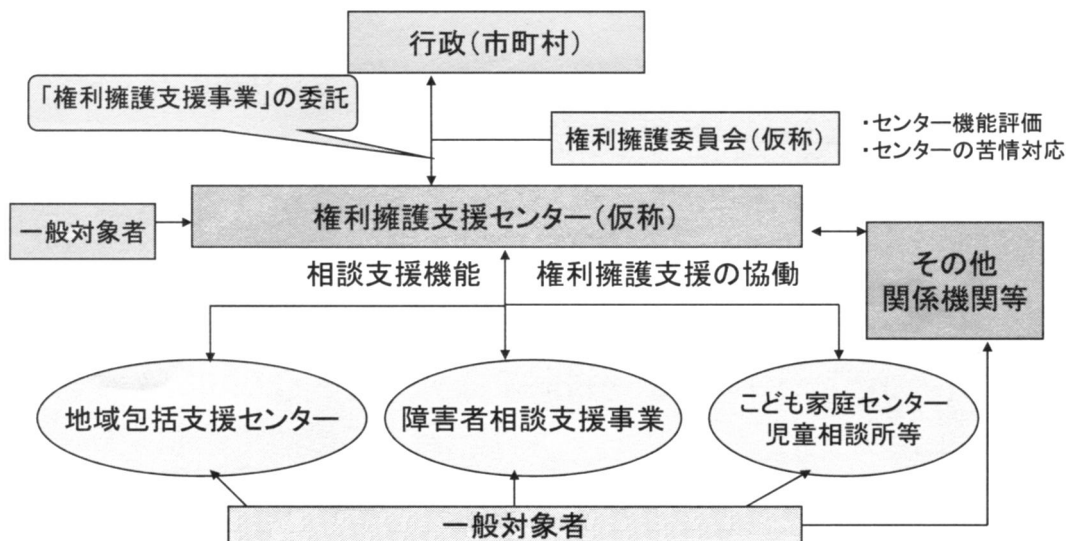 行政(市町村)
「権利擁護支援事業」の委託
権利擁護委員会(仮称)
・センター機能評価
・センターの苦情対応
権利擁護支援センター(仮称)
一般対象者
相談支援機能
権利擁護支援の協働
その他
関係機関等
地域包括支援センター
障害者相談支援事業
こども家庭センター
児童相談所等
一般対象者